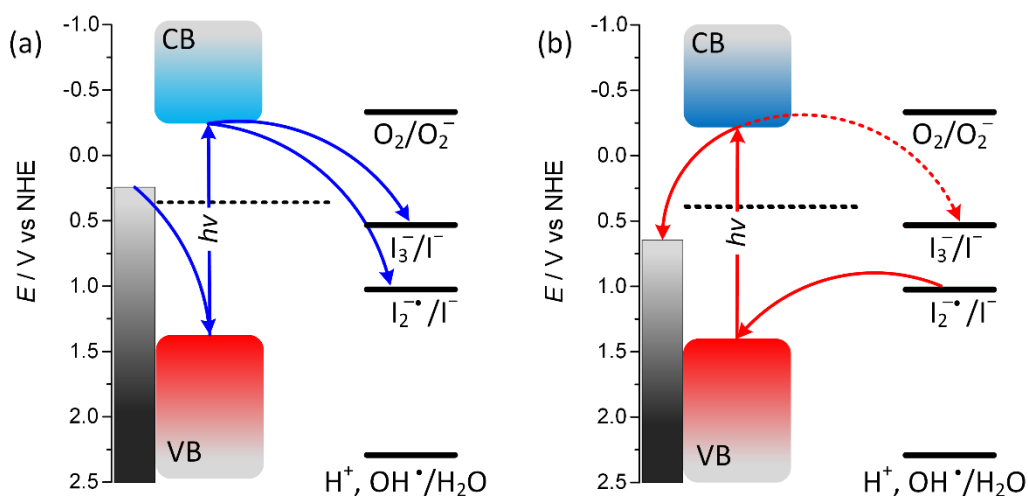 (a)
E / V vs NHE
-1.0
-0.5
0.0
0.5
1.0
1.5
2.0
2.5
CB
hν
VB
O₂/O₂⁻
I₃⁻/I⁻
I₂⁻•/I⁻
H⁺, OH•/H₂O
(b)
E / V vs NHE
-1.0
-0.5
0.0
0.5
1.0
1.5
2.0
2.5
CB
hν
VB
O₂/O₂⁻
I₃⁻/I⁻
I₂⁻•/I⁻
H⁺, OH•/H₂O